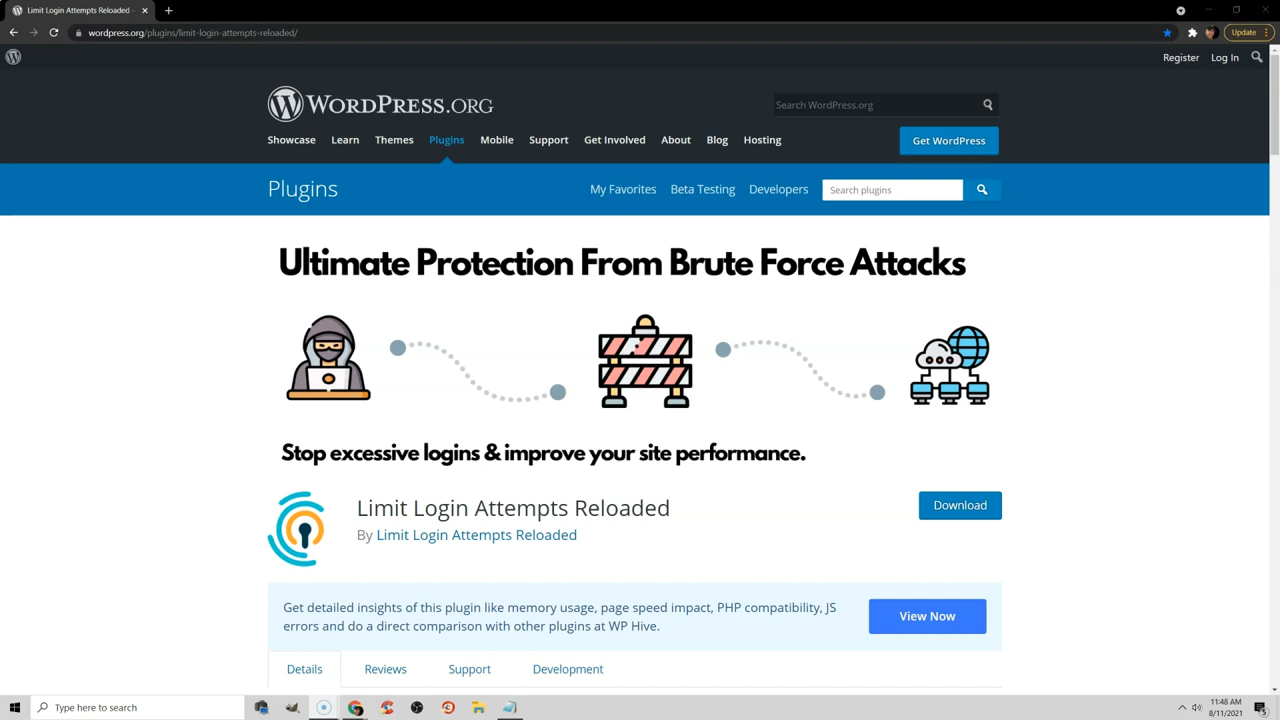 Limit Login Attempts Reloaded
wordpress.org/plugins/limit-login-attempts-reloaded/
Update
Register Log In
WORDPRESS.ORG
Search WordPress.org
Showcase Learn Themes Plugins Mobile Support Get Involved About Blog Hosting
Get WordPress
Plugins
My Favorites Beta Testing Developers
Search plugins
Ultimate Protection From Brute Force Attacks
Stop excessive logins & improve your site performance.
Limit Login Attempts Reloaded
Download
By Limit Login Attempts Reloaded
Get detailed insights of this plugin like memory usage, page speed impact, PHP compatibility, JS
errors and do a direct comparison with other plugins at WP Hive.
View Now
Details Reviews Support Development
Type here to search
11:48 AM
8/11/2021
5